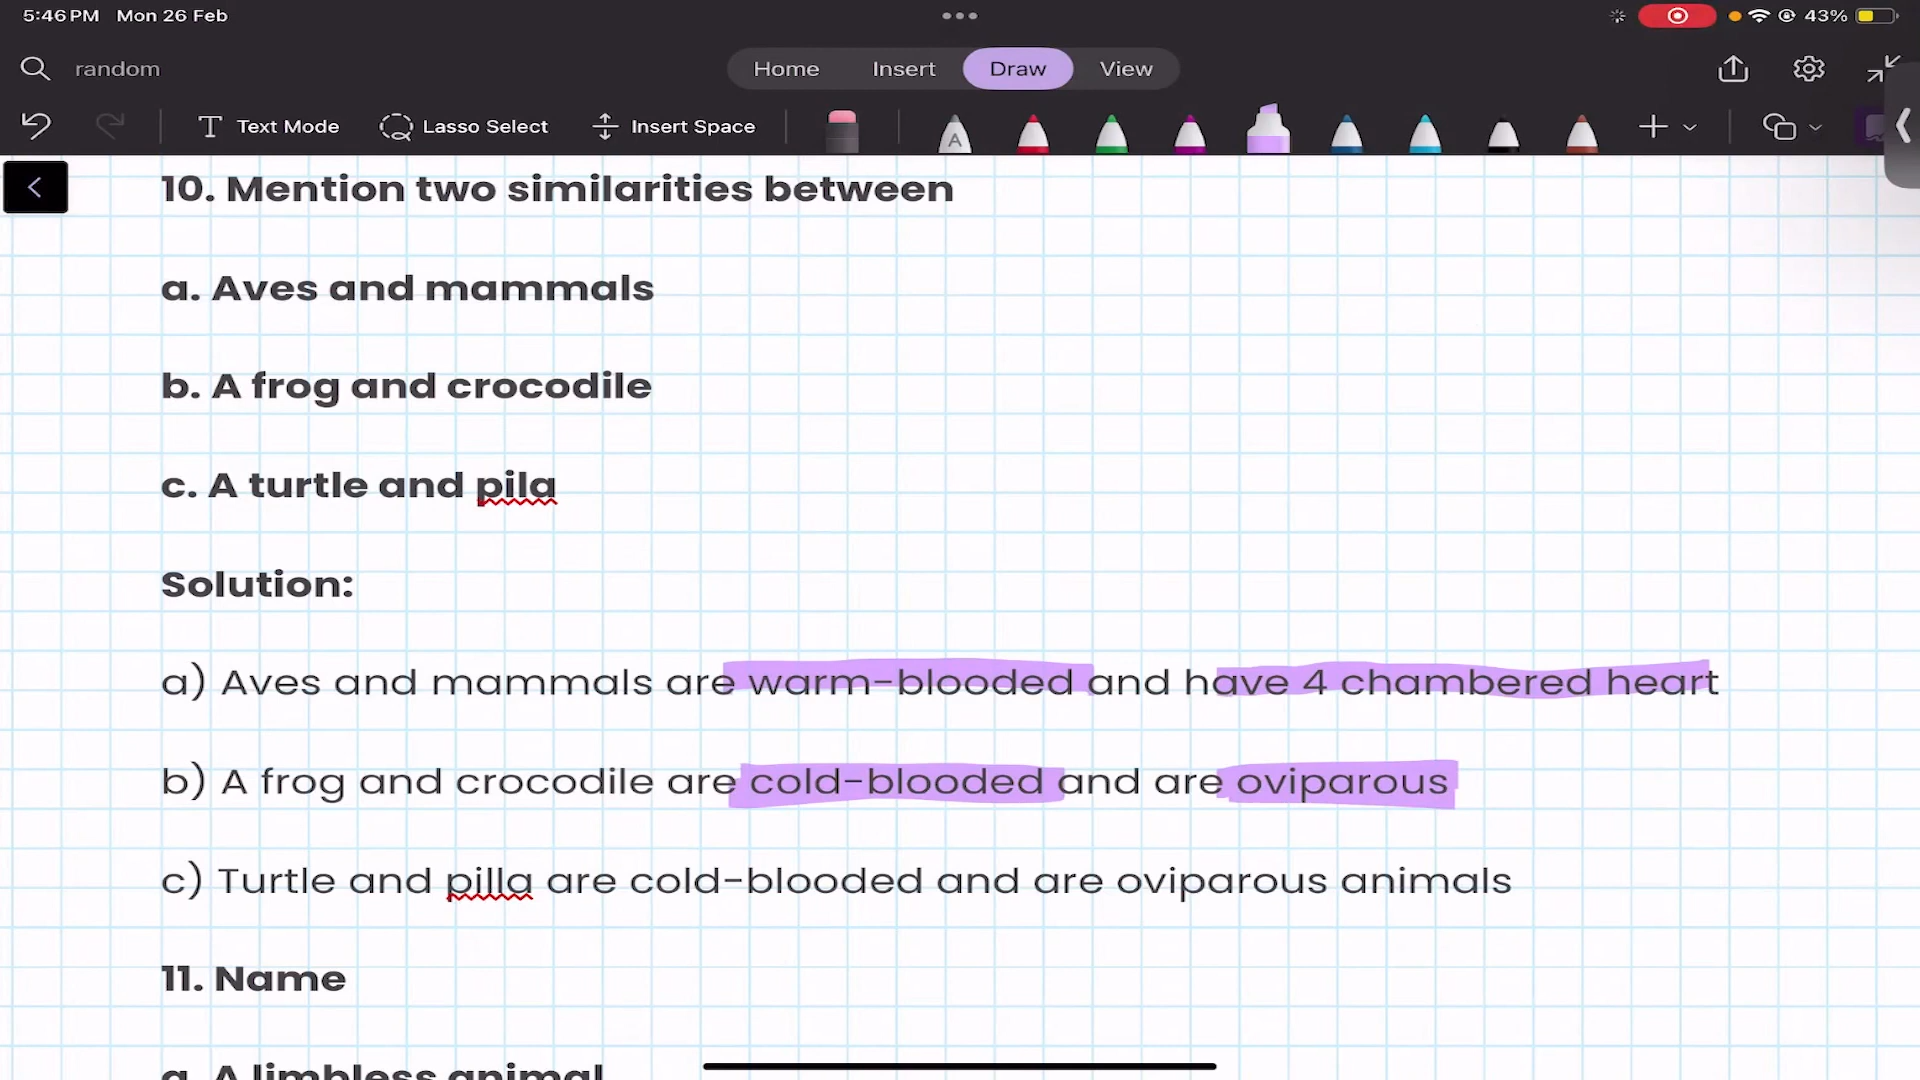 5:46 PM Mon 26 Feb 43%
random Home Insert Draw View
Text Mode Lasso Select Insert Space A
10. Mention two similarities between
a. Aves and mammals
b. A frog and crocodile
c. A turtle and pila
Solution:
a) Aves and mammals are warm-blooded and have 4 chambered heart
b) A frog and crocodile are cold-blooded and are oviparous
c) Turtle and pilla are cold-blooded and are oviparous animals
11. Name
a. A limbless animal